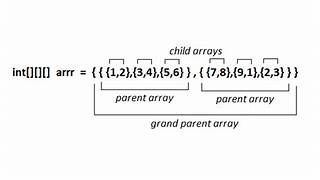 child arrays
int[][][] arrr = { { {1,2},{3,4},{5,6} } , { {7,8},{9,1},{2,3} } }
parent array parent array
grand parent array